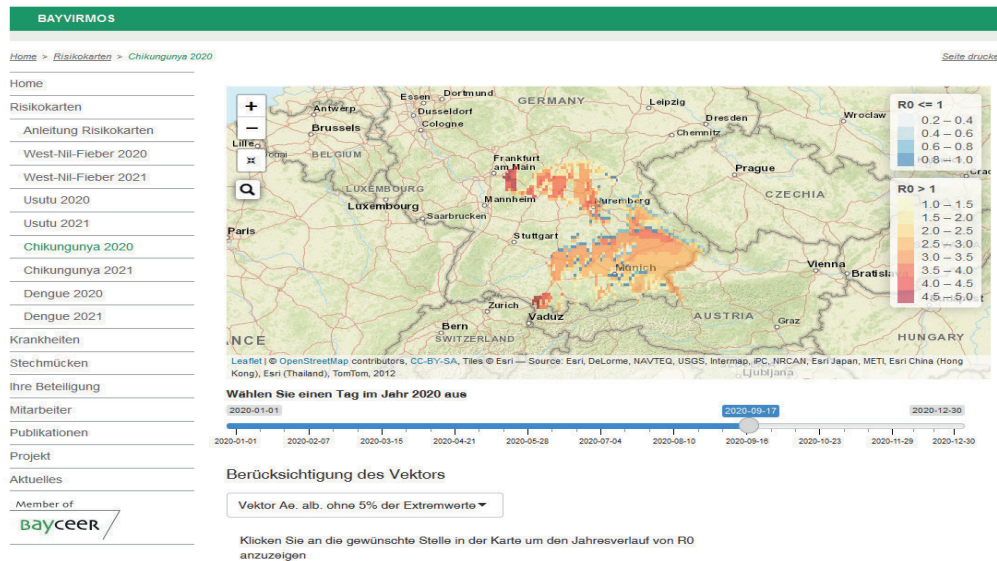 BAYVIRMOS
Home > Risikokarten > Chikungunya 2020
Seite drucke
Home
Risikokarten
Anleitung Risikokarten
West-Nil-Fieber 2020
West-Nil-Fieber 2021
Usutu 2020
Usutu 2021
Chikungunya 2020
Chikungunya 2021
Dengue 2020
Dengue 2021
Krankheiten
Stechmücken
Ihre Beteiligung
Mitarbeiter
Publikationen
Projekt
Aktuelles
Member of
BayCEER
+
−
Essen
Dortmund
GERMANY
Leipzig
Antwerp
Dusseldorf
Dresden
Wroclaw
Brussels
Cologne
Chemnitz
Lille
BELGIUM
Frankfurt
am Main
Prague
LUXEMBOURG
CZECHIA
Luxembourg
Mannheim
Nuremberg
Saarbrucken
Paris
Stuttgart
Vienna
Munich
Zurich
Vaduz
AUSTRIA
Graz
Bern
SWITZERLAND
HUNGARY
Ljubljana
R0 <= 1
0.2 – 0.4
0.4 – 0.6
0.6 – 0.8
0.8 – 1.0
R0 > 1
1.0 – 1.5
1.5 – 2.0
2.0 – 2.5
2.5 – 3.0
3.0 – 3.5
3.5 – 4.0
4.0 – 4.5
4.5 – 5.0
Leaflet | © OpenStreetMap contributors, CC-BY-SA, Tiles © Esri — Source: Esri, DeLorme, NAVTEQ, USGS, Intermap, iPC, NRCAN, Esri Japan, METI, Esri China (Hong
Kong), Esri (Thailand), TomTom, 2012
Wählen Sie einen Tag im Jahr 2020 aus
2020-01-01 2020-09-17 2020-12-30
2020-01-01 2020-02-07 2020-03-15 2020-04-21 2020-05-28 2020-07-04 2020-08-10 2020-09-16 2020-10-23 2020-11-29 2020-12-30
Berücksichtigung des Vektors
Vektor Ae. alb. ohne 5% der Extremwerte
Klicken Sie an die gewünschte Stelle in der Karte um den Jahresverlauf von R0
anzuzeigen